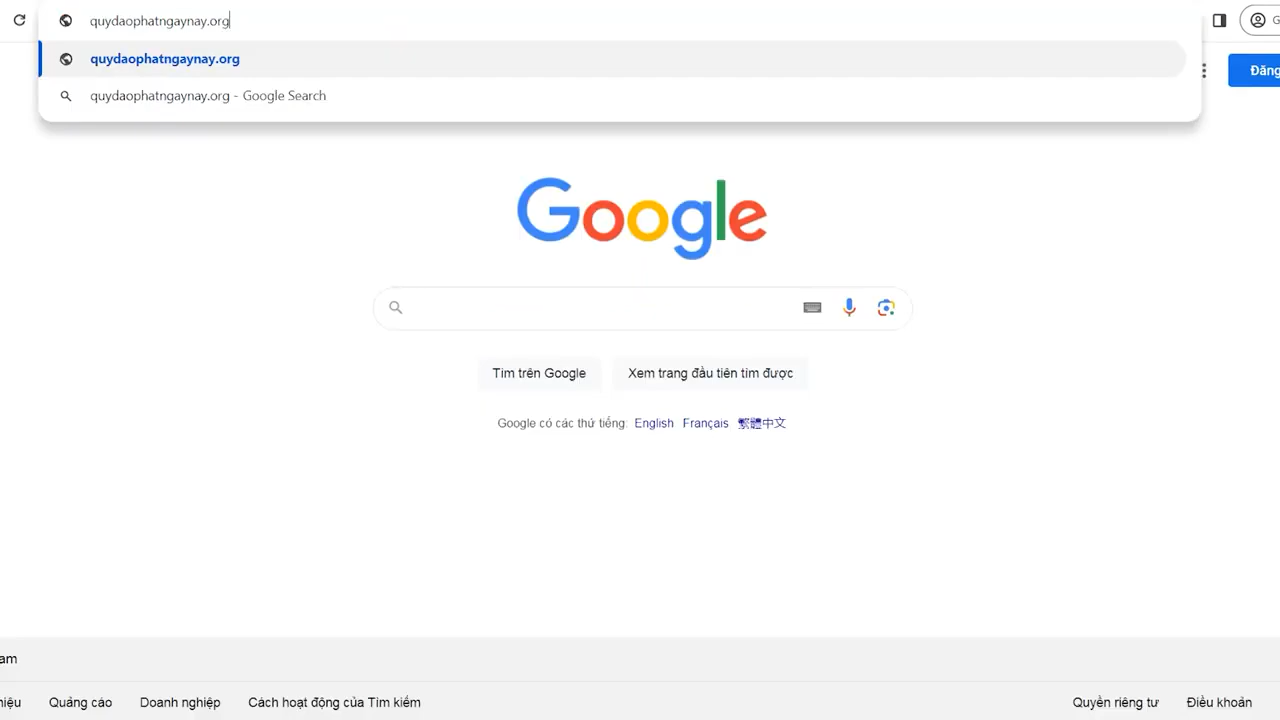 quydaophatngaynay.org
G
quydaophatngaynay.org
Đăng
quydaophatngaynay.org - Google Search
Google
Tìm trên Google
Xem trang đầu tiên tìm được
Google có các thứ tiếng: English Français 繁體中文
am
hiệu
Quảng cáo
Doanh nghiệp
Cách hoạt động của Tìm kiếm
Quyền riêng tư
Điều khoản